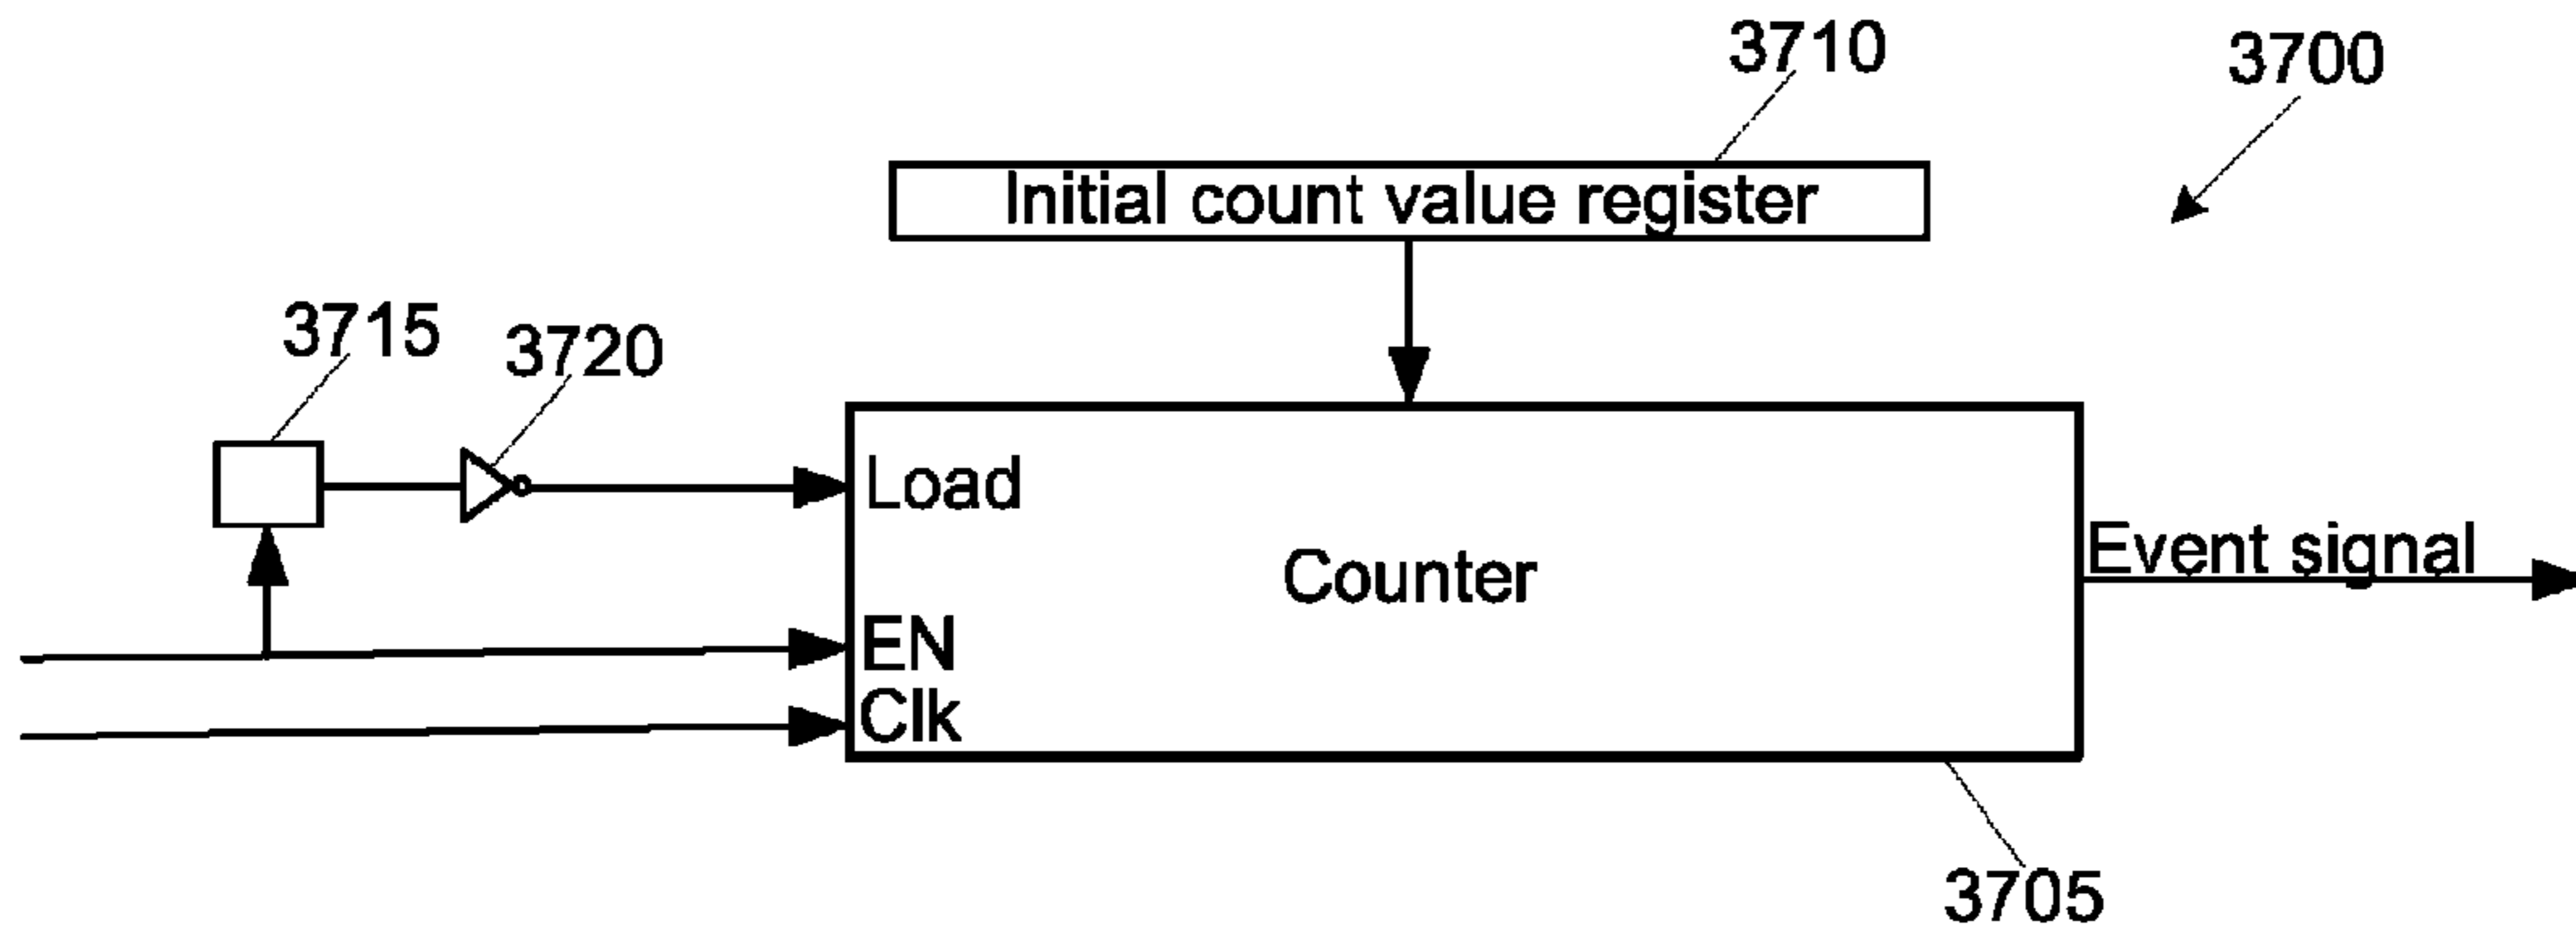 3710
3700
Initial count value register
3715
3720
Load
Event signal
Counter
EN
Clk
3705